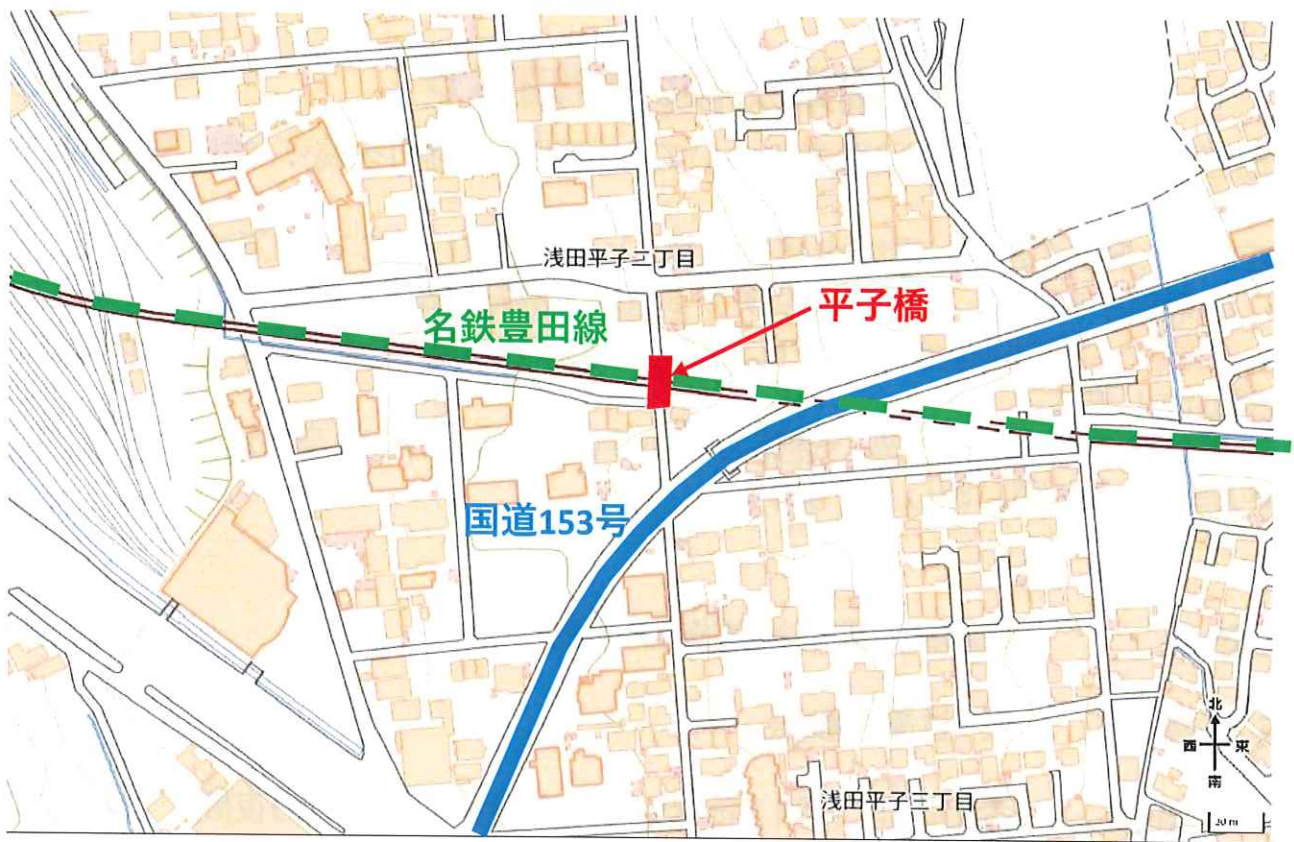 浅田平子二丁目
平子橋
名鉄豊田線
国道153号
北
西 東
南
浅田平子三丁目
20 m